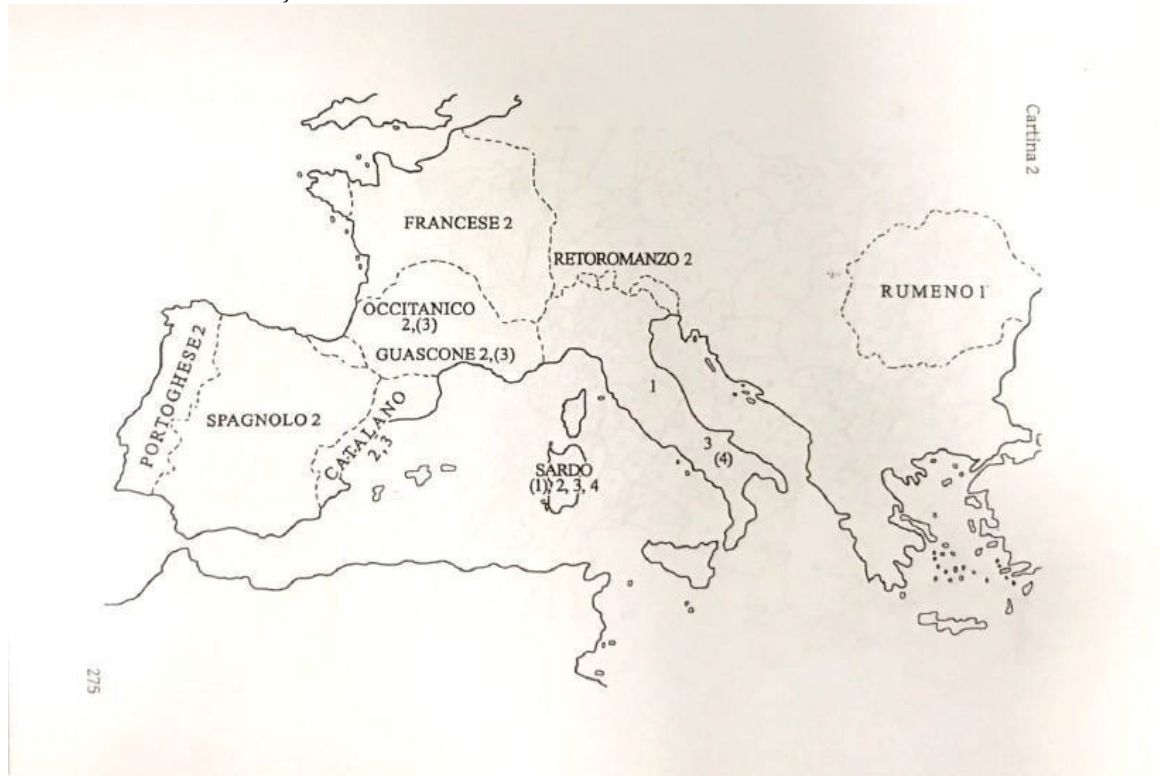 Cartina 2
FRANCESE 2
RETOROMANZO 2
RUMENO 1
OCCITANICO
2,(3)
GUASCONE 2,(3)
PORTOGHESE 2
SPAGNOLO 2
CATALANO
2,3
1
3
(4)
SARDO
(1)? 2, 3, 4
275